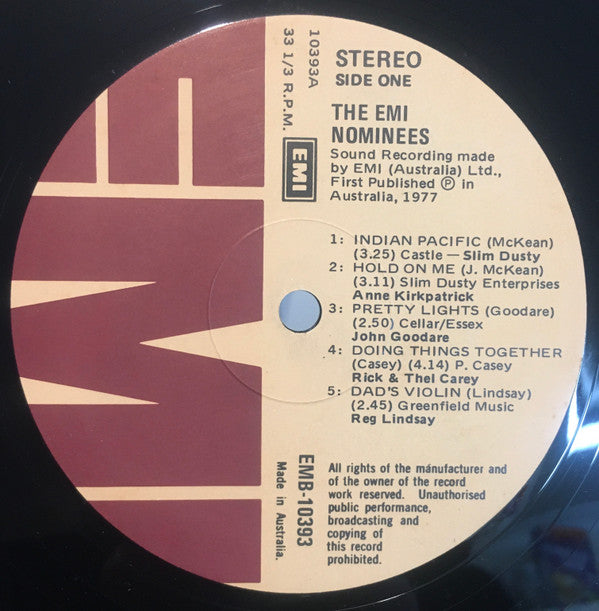 EMI
10393A
33 1/3 R.P.M.
EMI
STEREO
SIDE ONE
THE EMI
NOMINEES
Sound Recording made
by EMI (Australia) Ltd.,
First Published Ⓟ in
Australia, 1977
1: INDIAN PACIFIC (McKean)
(3.25) Castle — Slim Dusty
2: HOLD ON ME (J. McKean)
(3.11) Slim Dusty Enterprises
Anne Kirkpatrick
3: PRETTY LIGHTS (Goodare)
(2.50) Cellar/Essex
John Goodare
4: DOING THINGS TOGETHER
(Casey) (4.14) P. Casey
Rick & Thel Carey
5: DAD'S VIOLIN (Lindsay)
(2.45) Greenfield Music
Reg Lindsay
EMB-10393
Made in Australia.
All rights of the manufacturer and
of the owner of the record
work reserved. Unauthorised
public performance,
broadcasting and
copying of
this record
prohibited.